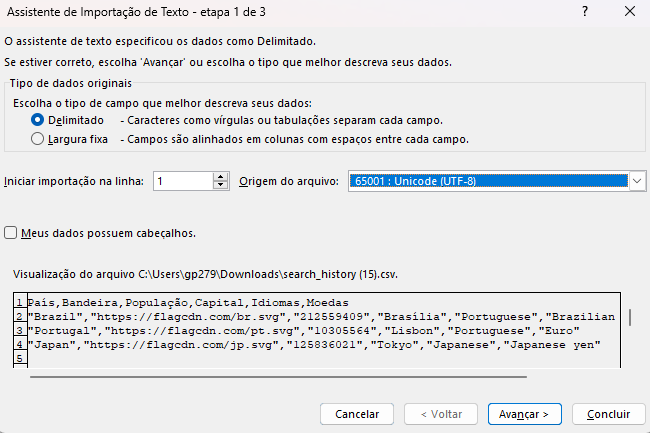 Assistente de Importação de Texto - etapa 1 de 3 ? ×
O assistente de texto especificou os dados como Delimitado.
Se estiver correto, escolha 'Avançar' ou escolha o tipo que melhor descreva seus dados.
Tipo de dados originais
Escolha o tipo de campo que melhor descreva seus dados:
Delimitado - Caracteres como vírgulas ou tabulações separam cada campo.
Largura fixa - Campos são alinhados em colunas com espaços entre cada campo.
Iniciar importação na linha: 1 Origem do arquivo: 65001 : Unicode (UTF-8)
Meus dados possuem cabeçalhos.
Visualização do arquivo C:\Users\gp279\Downloads\search_history (15).csv.
1 País,Bandeira,População,Capital,Idiomas,Moedas
2 "Brazil","https://flagcdn.com/br.svg","212559409","Brasília","Portuguese","Brazilian
3 "Portugal","https://flagcdn.com/pt.svg","10305564","Lisbon","Portuguese","Euro"
4 "Japan","https://flagcdn.com/jp.svg","125836021","Tokyo","Japanese","Japanese yen"
5
Cancelar < Voltar Avançar > Concluir